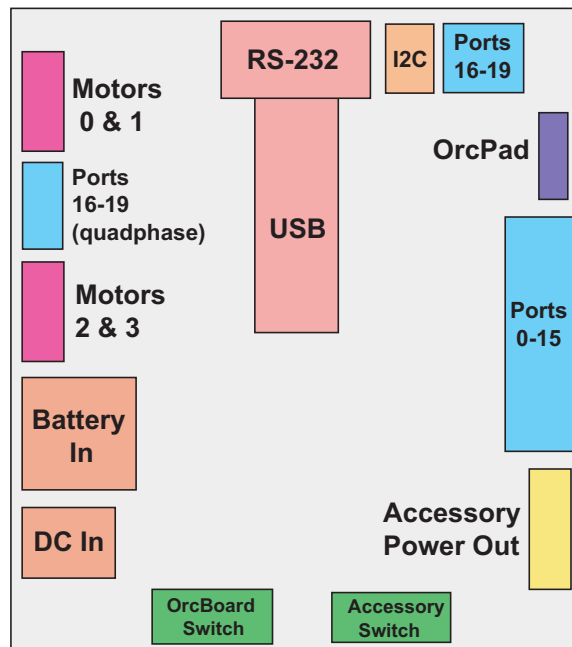 RS-232
I2C
Ports
16-19
Motors
0 & 1
OrcPad
Ports
16-19
(quadphase)
USB
Motors
2 & 3
Ports
0-15
Battery
In
DC In
Accessory
Power Out
OrcBoard
Switch
Accessory
Switch